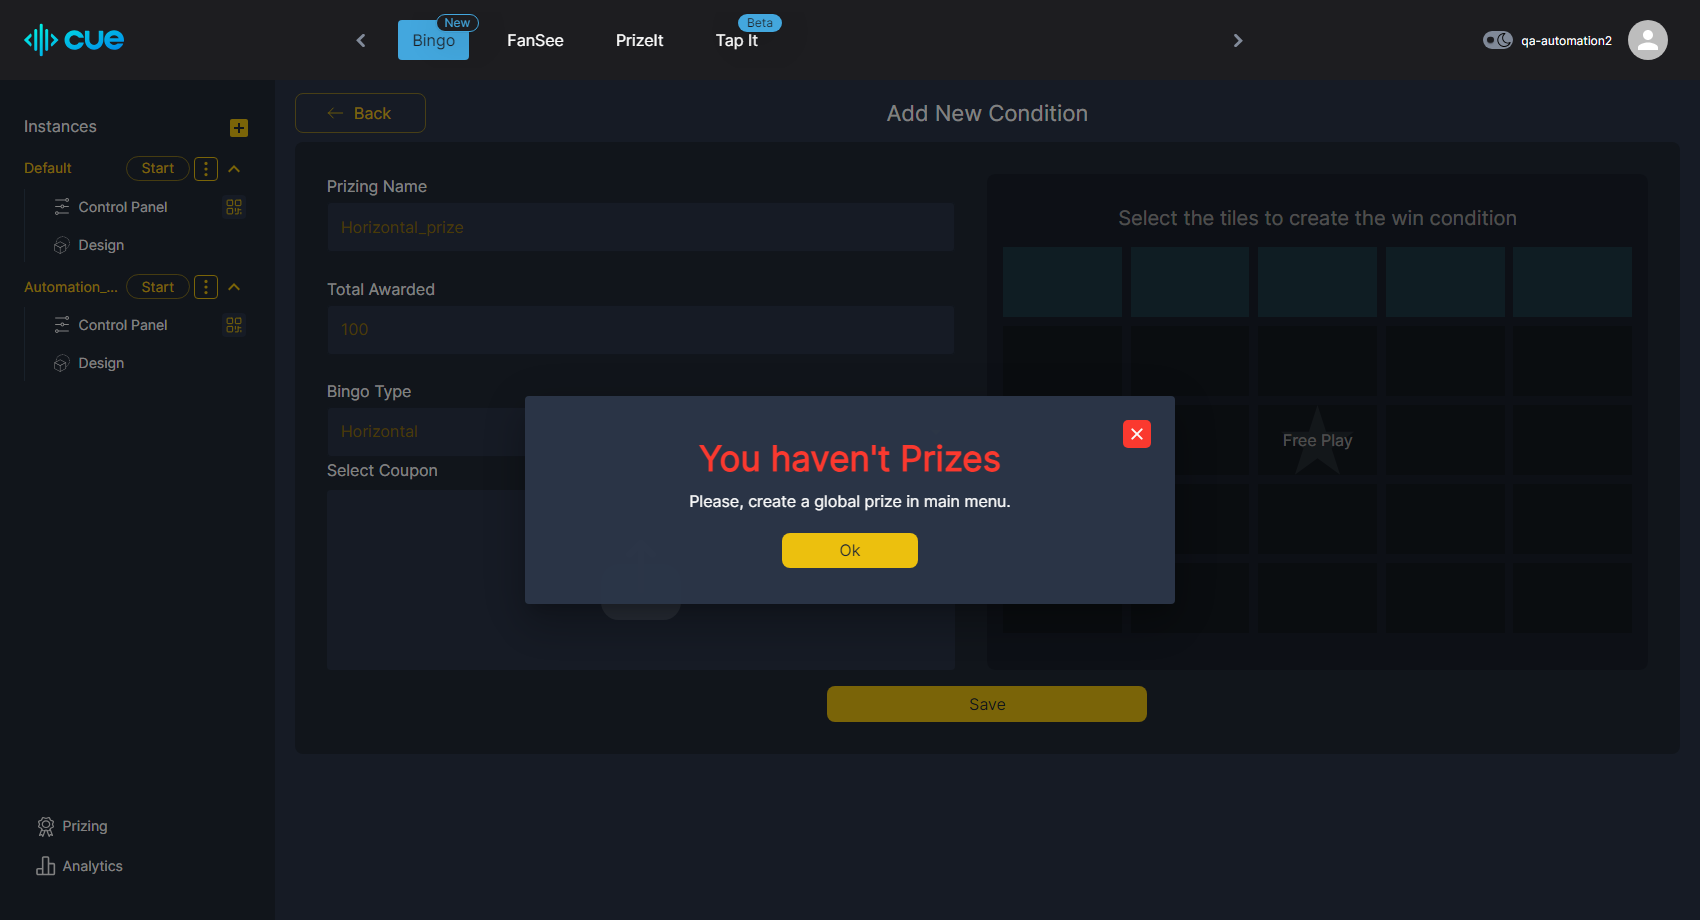 cue
Bingo
New
FanSee
PrizeIt
Tap It
Beta
qa-automation2
Instances
Default
Start
Control Panel
Design
Automation_...
Start
Control Panel
Design
Prizing
Analytics
Back
Add New Condition
Prizing Name
Horizontal_prize
Total Awarded
100
Bingo Type
Horizontal
Select Coupon
Select the tiles to create the win condition
Free Play
You haven't Prizes
Please, create a global prize in main menu.
Ok
Save